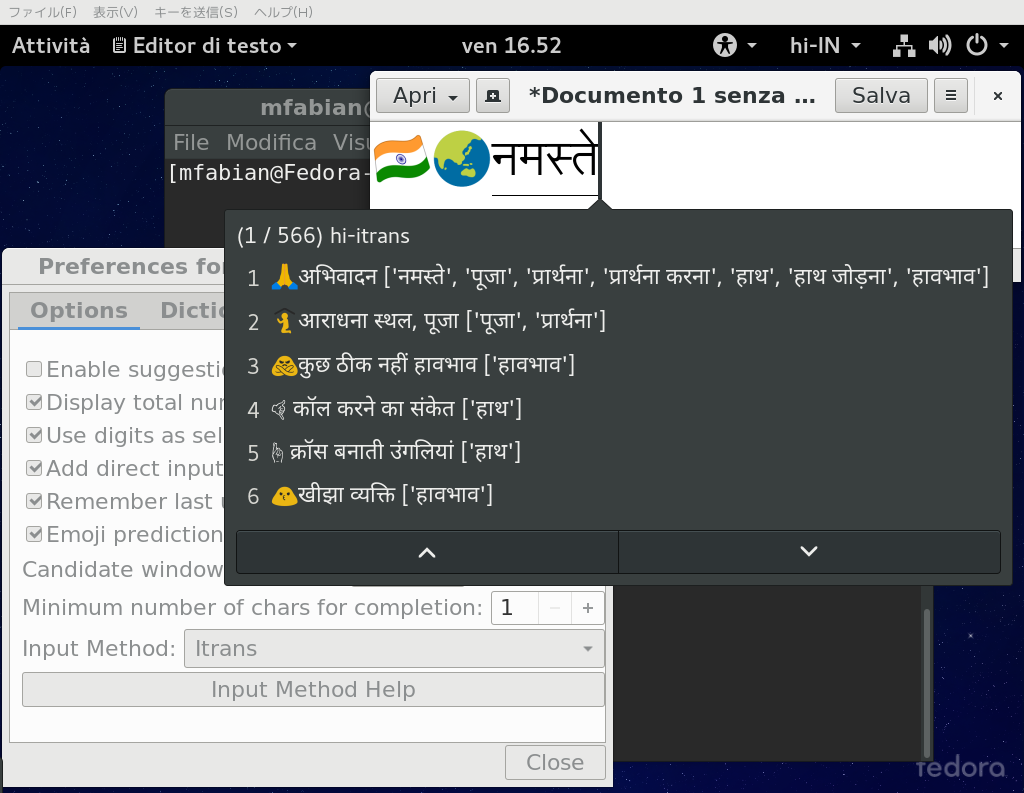 ファイル(F) 表示(V) キーを送信(S) ヘルプ(H)
Attività Editor di testo ven 16.52 hi-IN
mfabian@
Apri *Documento 1 senza … Salva
File Modifica Visu
[mfabian@Fedora-
🇮🇳🌏नमस्ते
(1 / 566) hi-itrans
1 🙏अभिवादन ['नमस्ते', 'पूजा', 'प्रार्थना', 'प्रार्थना करना', 'हाथ', 'हाथ जोड़ना', 'हावभाव']
2 🛐आराधना स्थल, पूजा ['पूजा', 'प्रार्थना']
3 🙅कुछ ठीक नहीं हावभाव ['हावभाव']
4 🤙 कॉल करने का संकेत ['हाथ']
5 🤞 क्रॉस बनाती उंगलियां ['हाथ']
6 🙎खीझा व्यक्ति ['हावभाव']
Preferences for
Options Dictio
Enable suggestio
Display total nur
Use digits as sel
Add direct input
Remember last u
Emoji prediction
Candidate window
Minimum number of chars for completion: 1
Input Method: Itrans
Input Method Help
Close
fedora